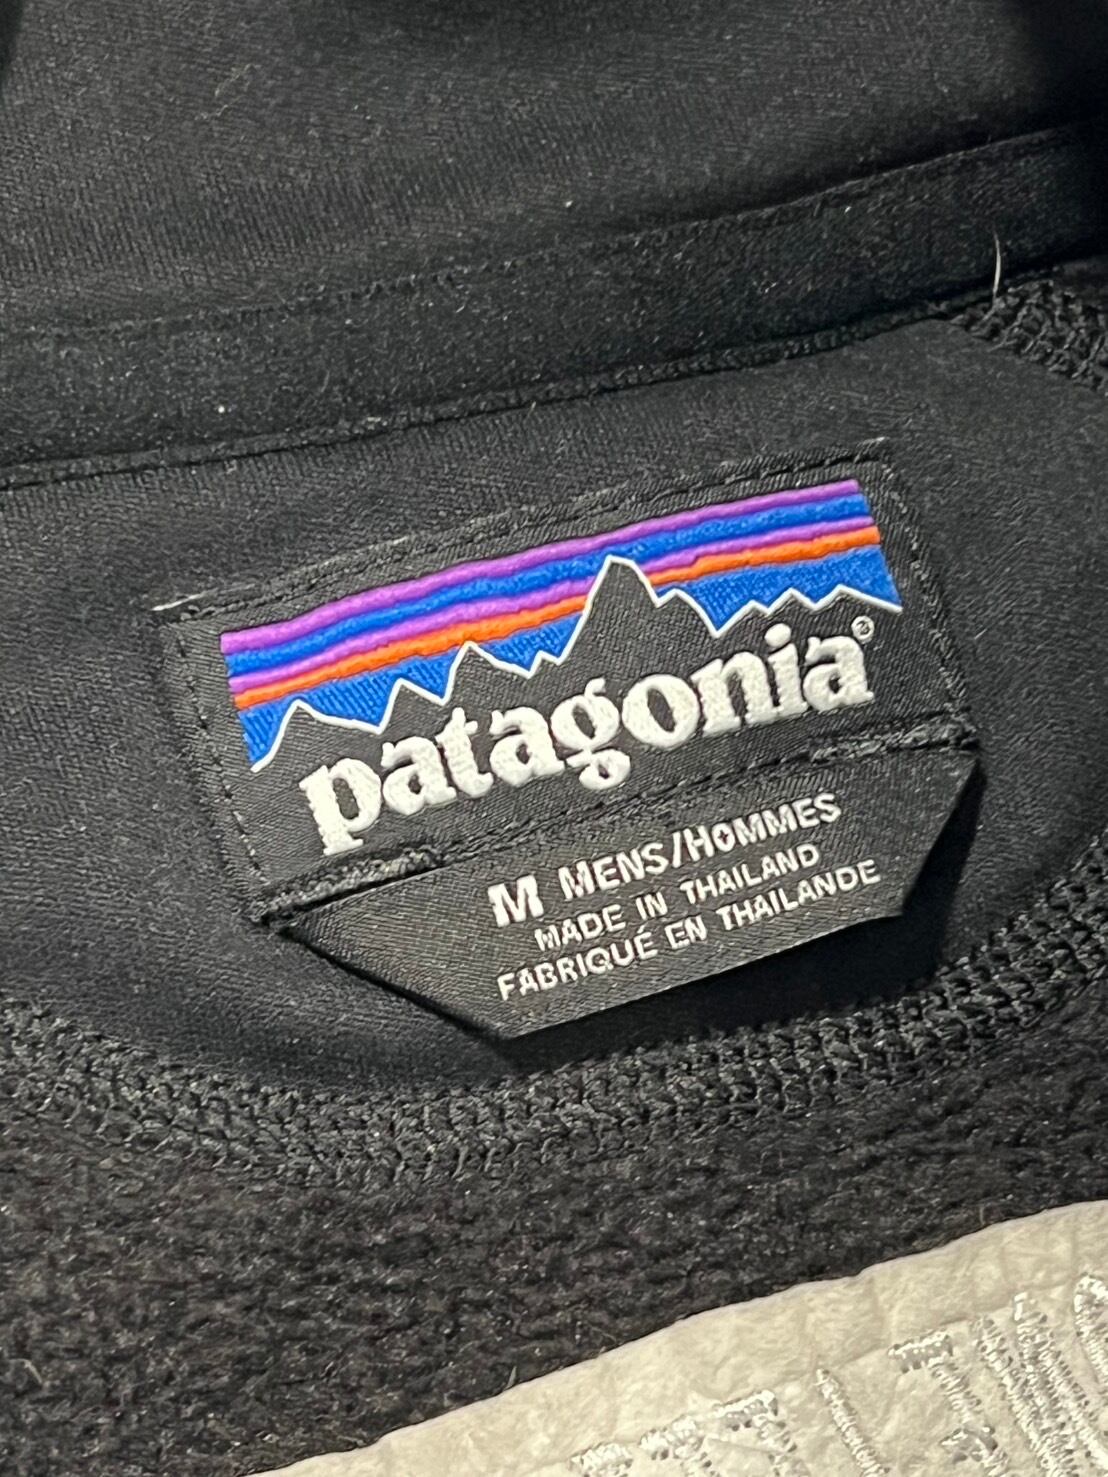 patagonia®
M MENS/HOMMES
MADE IN THAILAND
FABRIQUÉ EN THAILANDE